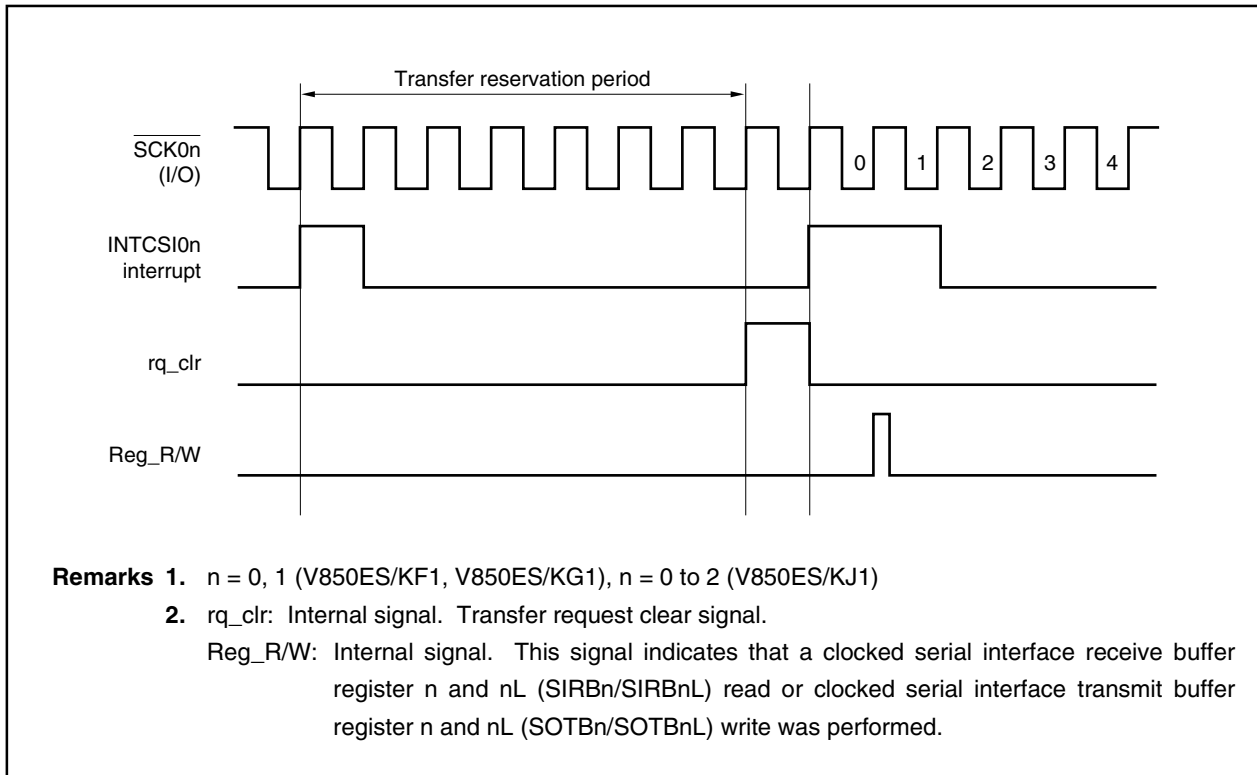 Transfer reservation period
SCK0n
(I/O)
0 1 2 3 4
INTCSI0n
interrupt
rq_clr
Reg_R/W
Remarks 1. n = 0, 1 (V850ES/KF1, V850ES/KG1), n = 0 to 2 (V850ES/KJ1)
2. rq_clr: Internal signal. Transfer request clear signal.
Reg_R/W: Internal signal. This signal indicates that a clocked serial interface receive buffer
register n and nL (SIRBn/SIRBnL) read or clocked serial interface transmit buffer
register n and nL (SOTBn/SOTBnL) write was performed.